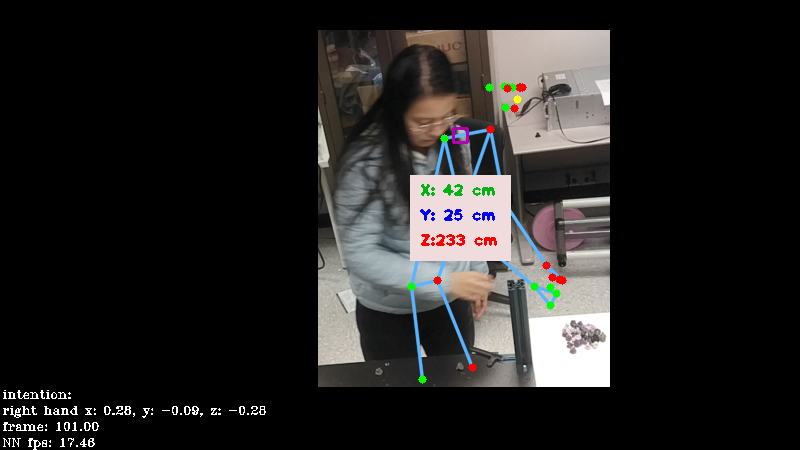 X: 42 cm
Y: 25 cm
Z:233 cm
intention:
right hand x: 0.28, y: -0.09, z: -0.28
frame: 101.00
NN fps: 17.46